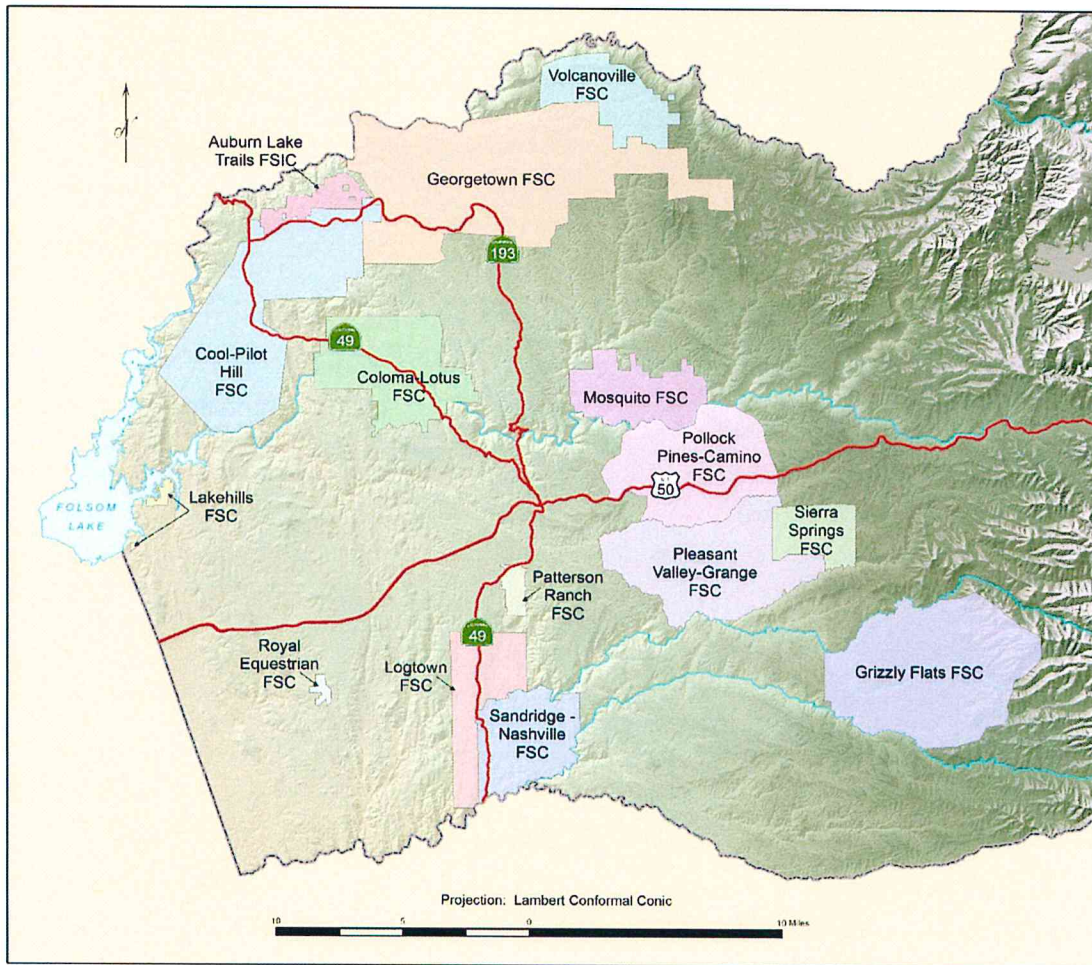 Volcanoville
FSC
Auburn Lake
Trails FSIC
Georgetown FSC
193
49
Cool-Pilot
Hill
FSC
Coloma-Lotus
FSC
Mosquito FSC
Pollock
Pines-Camino
FSC
50
Lakehills
FSC
FOLSOM
LAKE
Sierra
Springs
FSC
Pleasant
Valley-Grange
FSC
Patterson
Ranch
FSC
49
Royal
Equestrian
FSC
Logtown
FSC
Grizzly Flats FSC
Sandridge -
Nashville
FSC
Projection: Lambert Conformal Conic
10 5 0 10 Miles